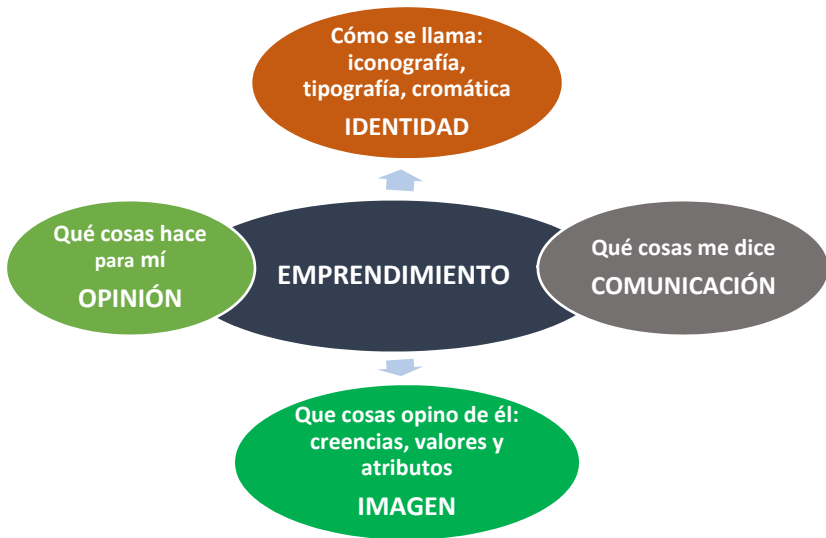 Cómo se llama:
iconografía,
tipografía, cromática
IDENTIDAD
Qué cosas hace
para mí
OPINIÓN
EMPRENDIMIENTO
Qué cosas me dice
COMUNICACIÓN
Que cosas opino de él:
creencias, valores y
atributos
IMAGEN